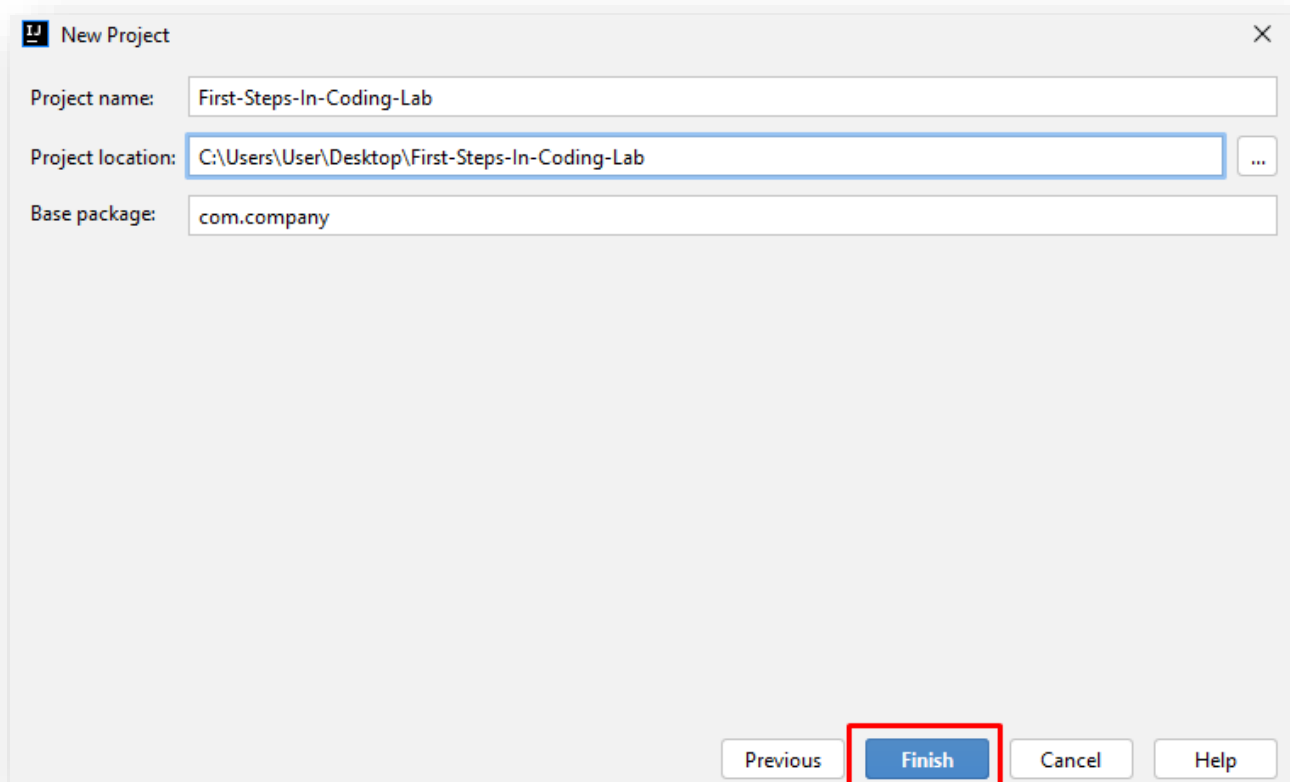 IJ New Project
Project name: First-Steps-In-Coding-Lab
Project location: C:\Users\User\Desktop\First-Steps-In-Coding-Lab ...
Base package: com.company
Previous Finish Cancel Help